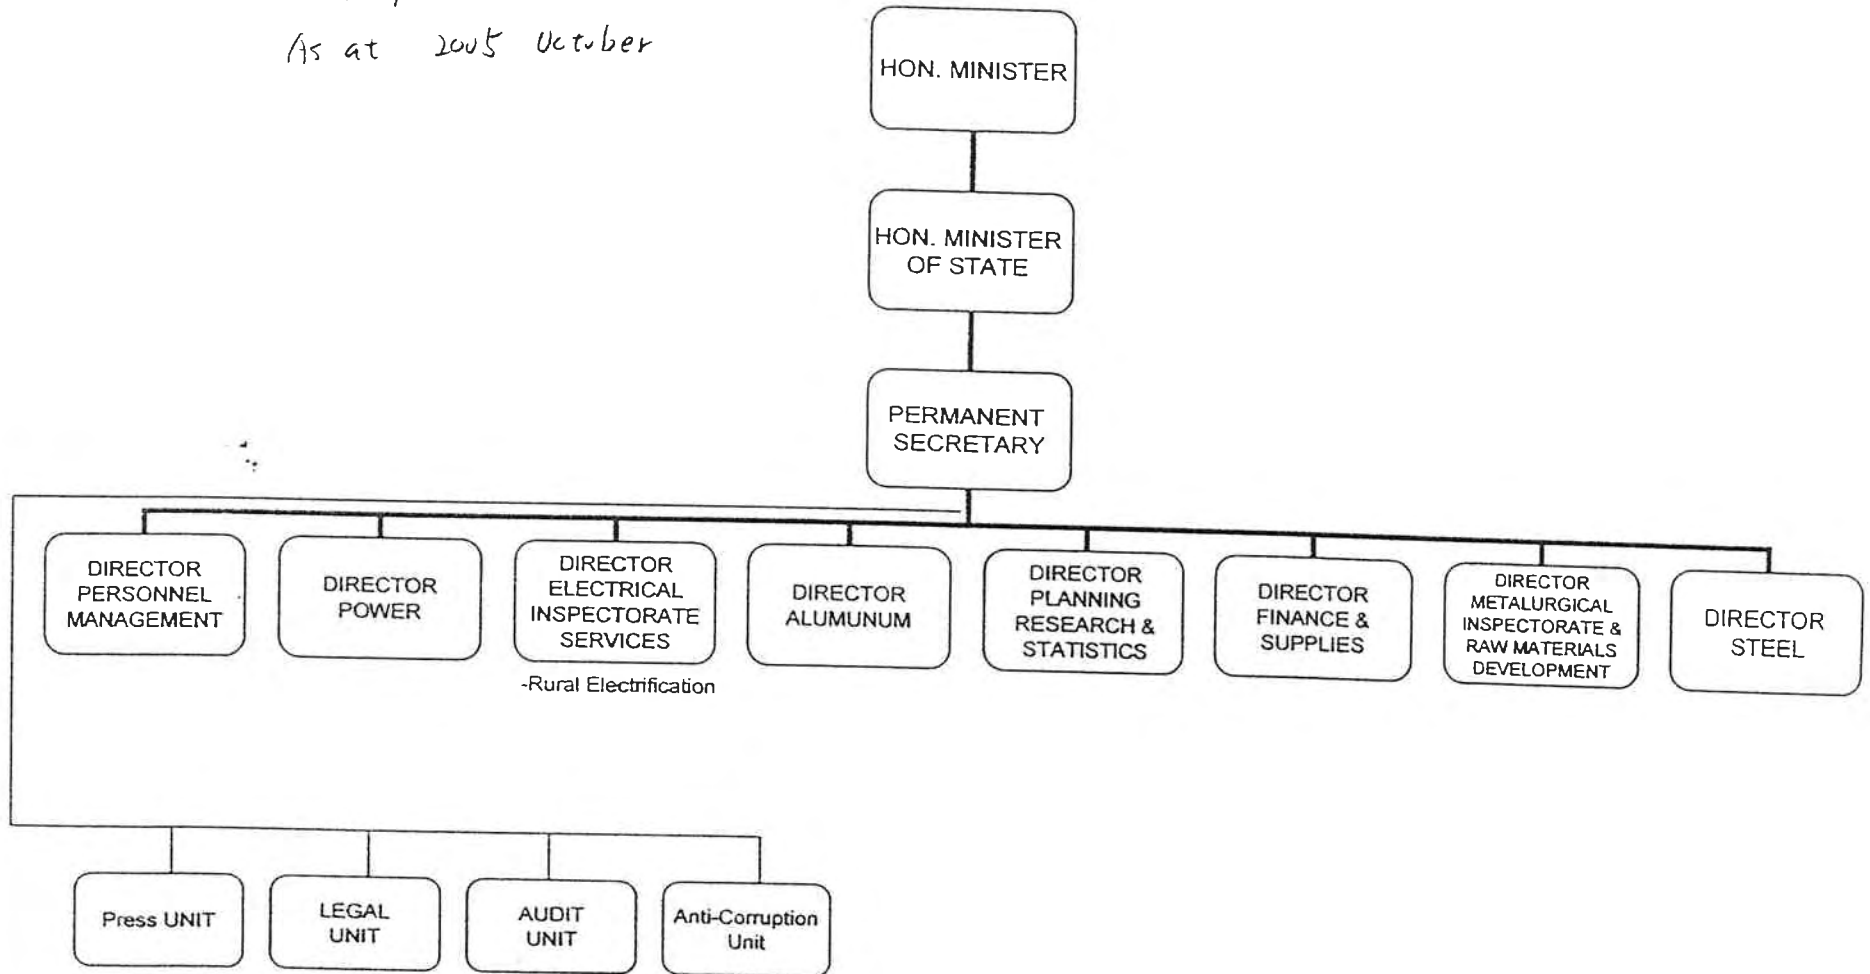 As at 2005 October
HON. MINISTER
HON. MINISTER
OF STATE
PERMANENT
SECRETARY
DIRECTOR
PERSONNEL
MANAGEMENT
DIRECTOR
POWER
DIRECTOR
ELECTRICAL
INSPECTORATE
SERVICES
-Rural Electrification
DIRECTOR
ALUMUNUM
DIRECTOR
PLANNING
RESEARCH &
STATISTICS
DIRECTOR
FINANCE &
SUPPLIES
DIRECTOR
METALURGICAL
INSPECTORATE &
RAW MATERIALS
DEVELOPMENT
DIRECTOR
STEEL
Press UNIT
LEGAL
UNIT
AUDIT
UNIT
Anti-Corruption
Unit